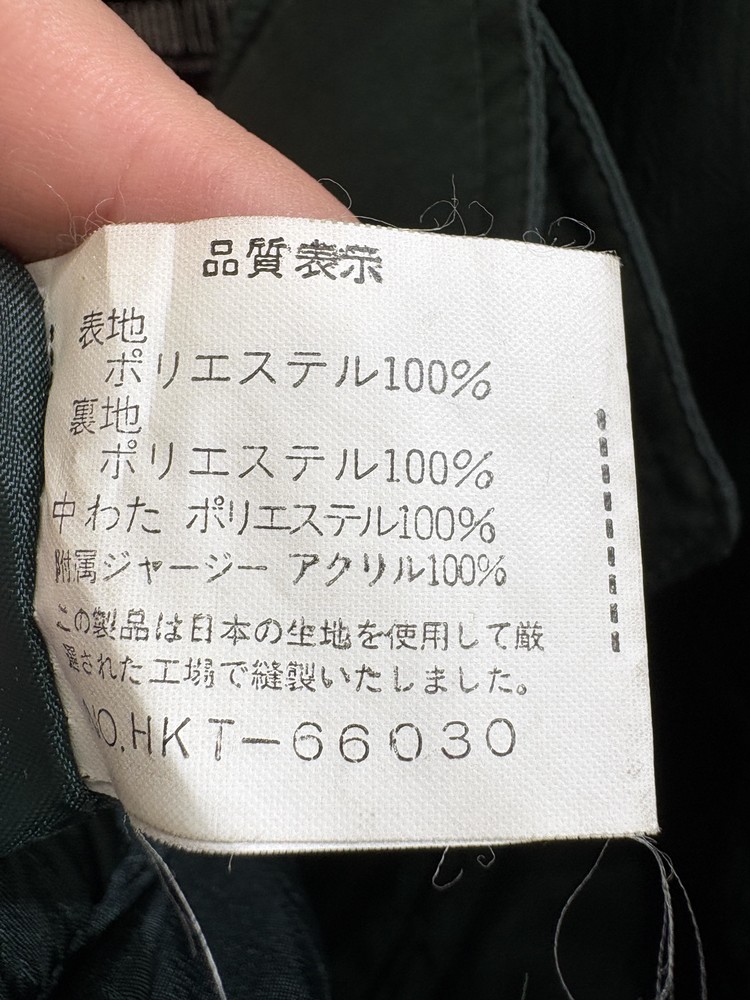 品質表示
表地
ポリエステル100%
裏地
ポリエステル100%
中わた ポリエステル100%
附属ジャージー アクリル100%
この製品は日本の生地を使用して厳
選された工場で縫製いたしました。
NO.HKT-66030